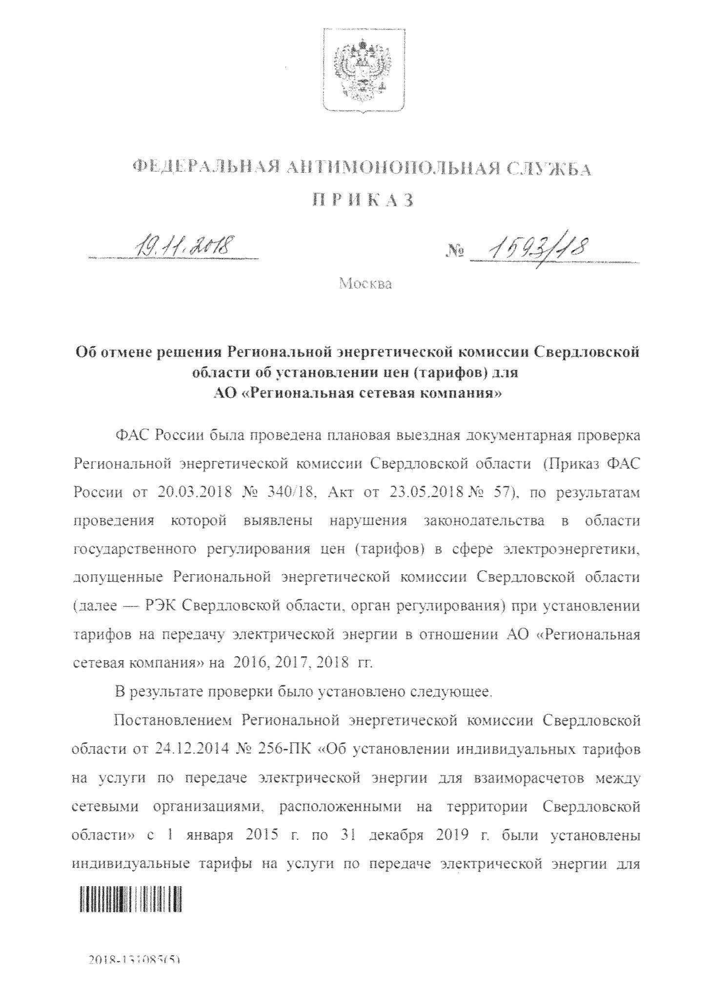 ФЕДЕРАЛЬНАЯ АНТИМОНОПОЛЬНАЯ СЛУЖБА
ПРИКАЗ
19.11.2018 № 1593/18
Москва
Об отмене решения Региональной энергетической комиссии Свердловской
области об установлении цен (тарифов) для
АО «Региональная сетевая компания»
ФАС России была проведена плановая выездная документарная проверка
Региональной энергетической комиссии Свердловской области (Приказ ФАС
России от 20.03.2018 № 340/18, Акт от 23.05.2018 № 57), по результатам
проведения которой выявлены нарушения законодательства в области
государственного регулирования цен (тарифов) в сфере электроэнергетики,
допущенные Региональной энергетической комиссии Свердловской области
(далее — РЭК Свердловской области, орган регулирования) при установлении
тарифов на передачу электрической энергии в отношении АО «Региональная
сетевая компания» на 2016, 2017, 2018 гг.
В результате проверки было установлено следующее.
Постановлением Региональной энергетической комиссии Свердловской
области от 24.12.2014 № 256-ПК «Об установлении индивидуальных тарифов
на услуги по передаче электрической энергии для взаиморасчетов между
сетевыми организациями, расположенными на территории Свердловской
области» с 1 января 2015 г. по 31 декабря 2019 г. были установлены
индивидуальные тарифы на услуги по передаче электрической энергии для